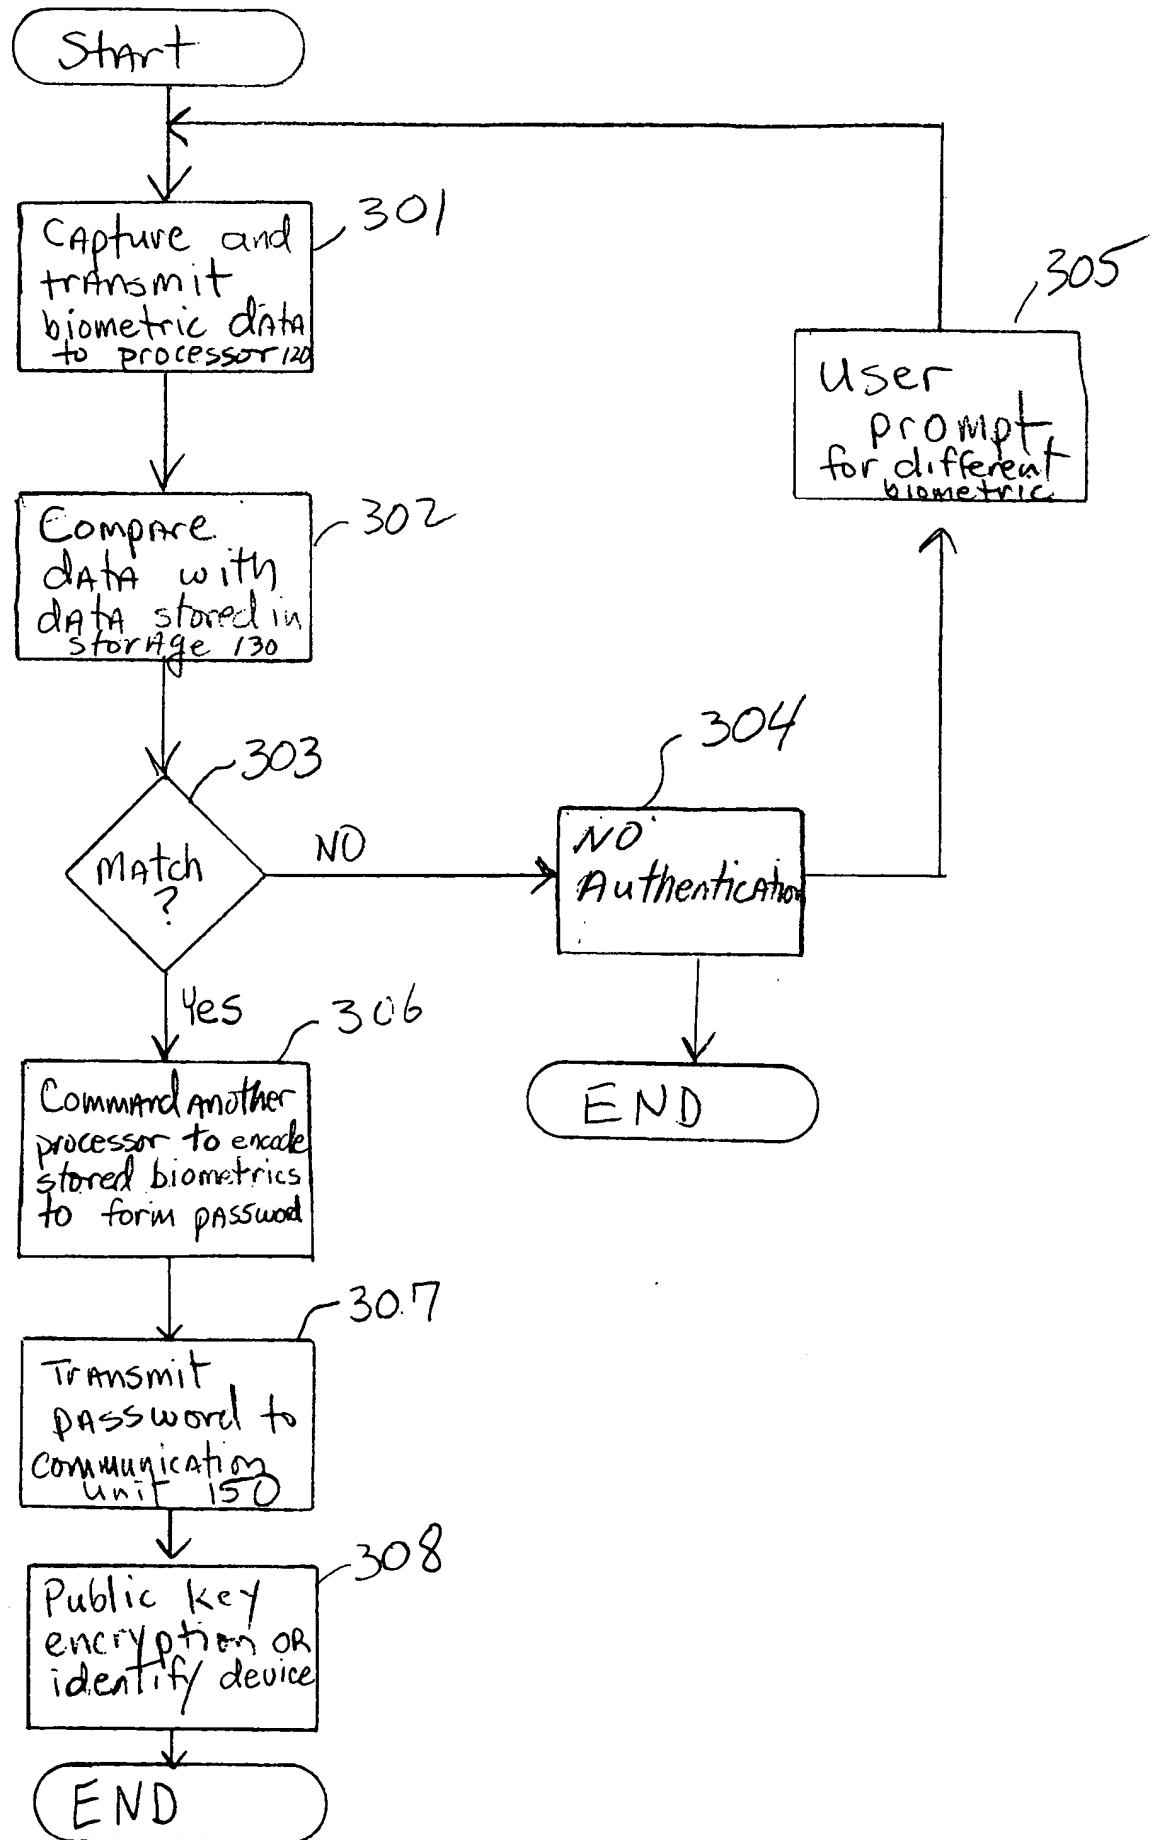 Start
301
Capture and
transmit
biometric data
to processor 120
305
User
prompt
for different
biometric
302
Compare
data with
data stored in
storage 130
303
Match
?
NO
304
NO
Authentication
Yes
END
306
Command another
processor to encode
stored biometrics
to form password
307
Transmit
password to
communication
unit 150
308
Public key
encryption OR
identify device
END